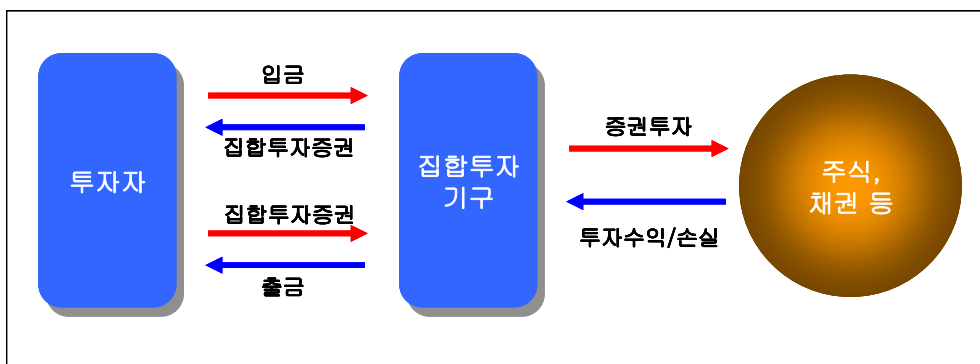 입금
집합투자증권
투자자
집합투자증권
출금
집합투자
기구
증권투자
투자수익/손실
주식,
채권 등